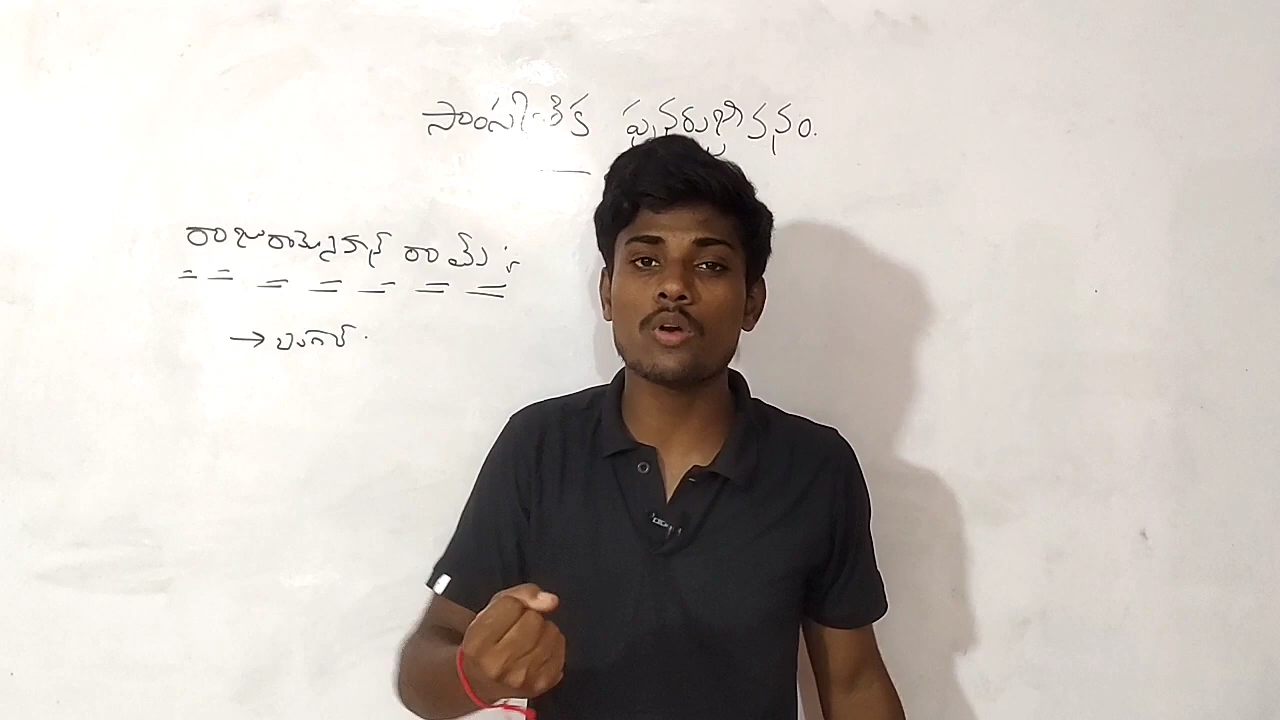 సాంస్కృతిక పునరుజ్జీవనం.
రాజురామ్మోహన్ రామ్ :-
→ బెంగాల్.